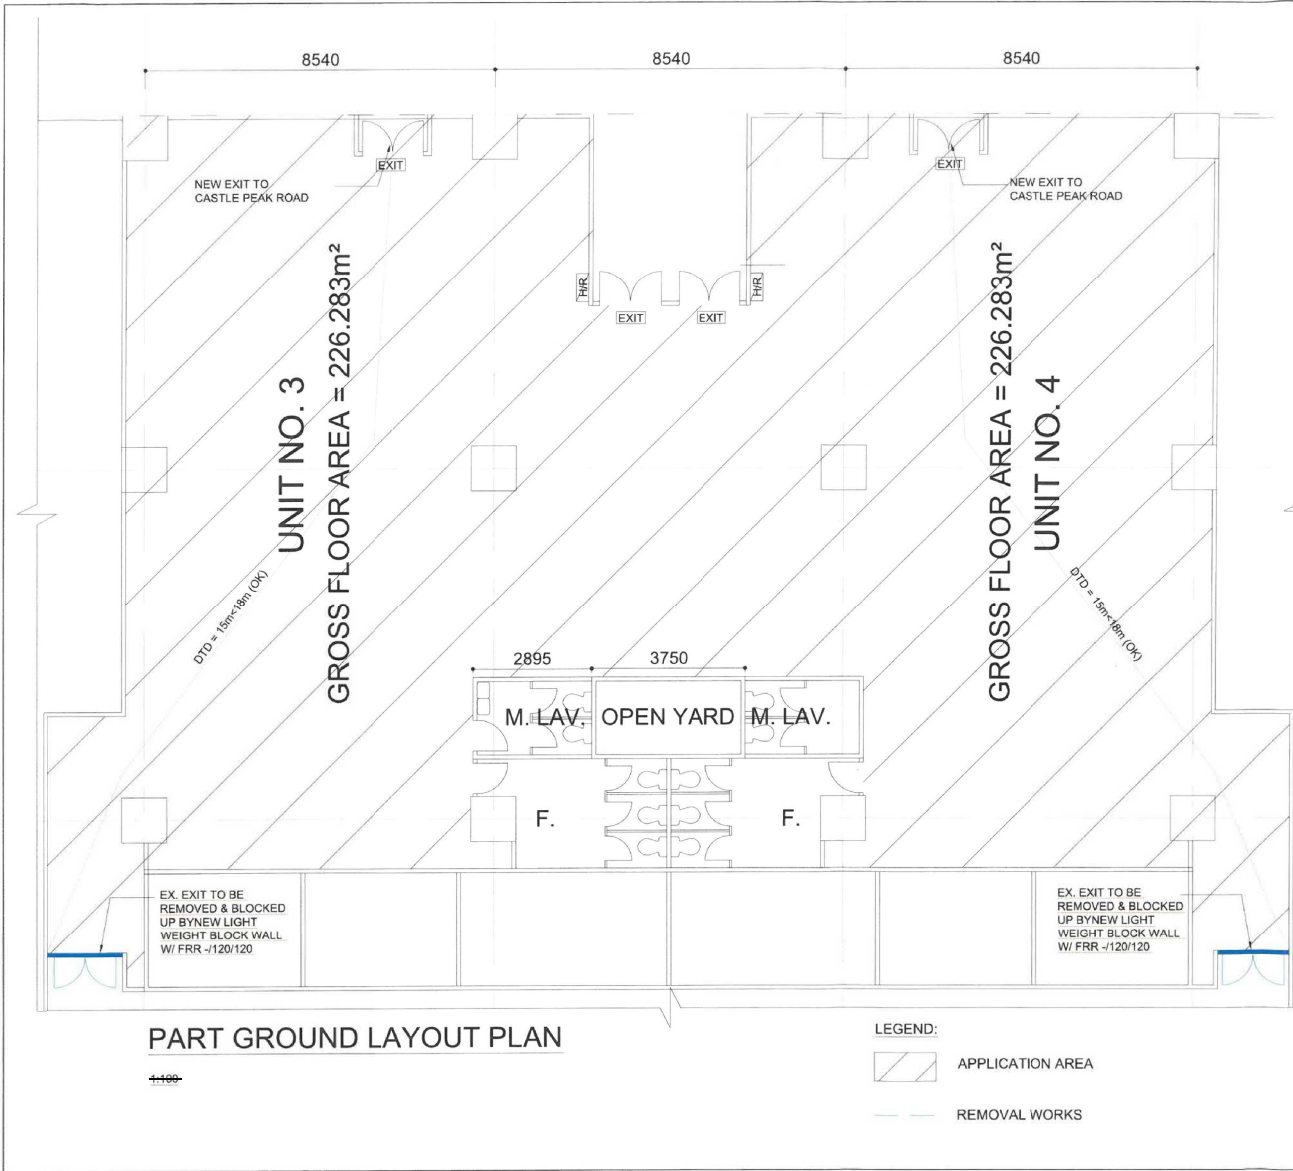 8540
8540
8540
EXIT
EXIT
NEW EXIT TO
CASTLE PEAK ROAD
NEW EXIT TO
CASTLE PEAK ROAD
H/R
H/R
EXIT
EXIT
UNIT NO. 3
GROSS FLOOR AREA = 226.283m²
GROSS FLOOR AREA = 226.283m²
UNIT NO. 4
DTD = 15m<18m (OK)
DTD = 15m<18m (OK)
2895
3750
M. LAV.
OPEN YARD
M. LAV.
F.
F.
EX. EXIT TO BE
REMOVED & BLOCKED
UP BYNEW LIGHT
WEIGHT BLOCK WALL
W/ FRR -/120/120
EX. EXIT TO BE
REMOVED & BLOCKED
UP BYNEW LIGHT
WEIGHT BLOCK WALL
W/ FRR -/120/120
PART GROUND LAYOUT PLAN
1:100
LEGEND:
APPLICATION AREA
REMOVAL WORKS